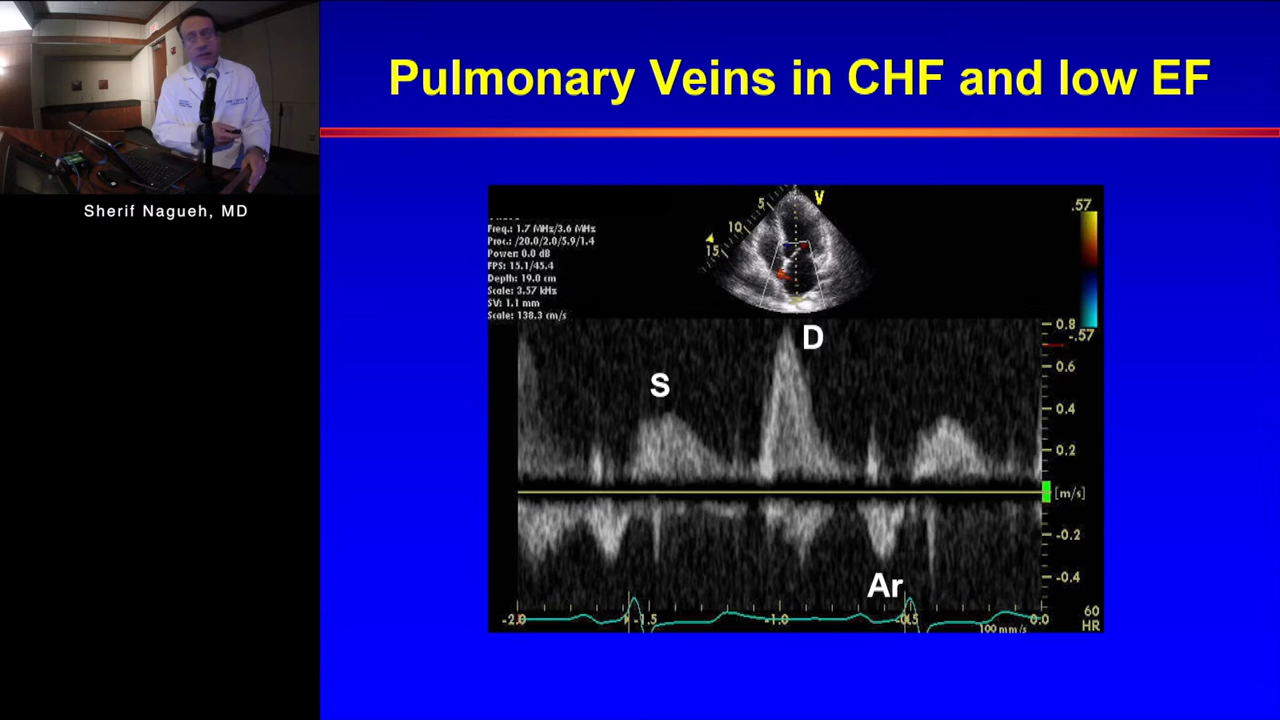 Pulmonary Veins in CHF and low EF
Sherif Nagueh, MD
V
5
10
15
.57
-.57
Freq.: 1.7 MHz/3.6 MHz
Proc.: /20.0/2.0/5.9/1.4
Power: 0.0 dB
FPS: 15.1/45.4
Depth: 19.0 cm
Scale: 3.57 kHz
SV: 1.1 mm
Scale: 138.3 cm/s
D
S
Ar
0.8
0.6
0.4
0.2
[m/s]
-0.2
-0.4
-2.0
-1.5
-1.0
-0.5
0.0
100 mm/s
60
HR